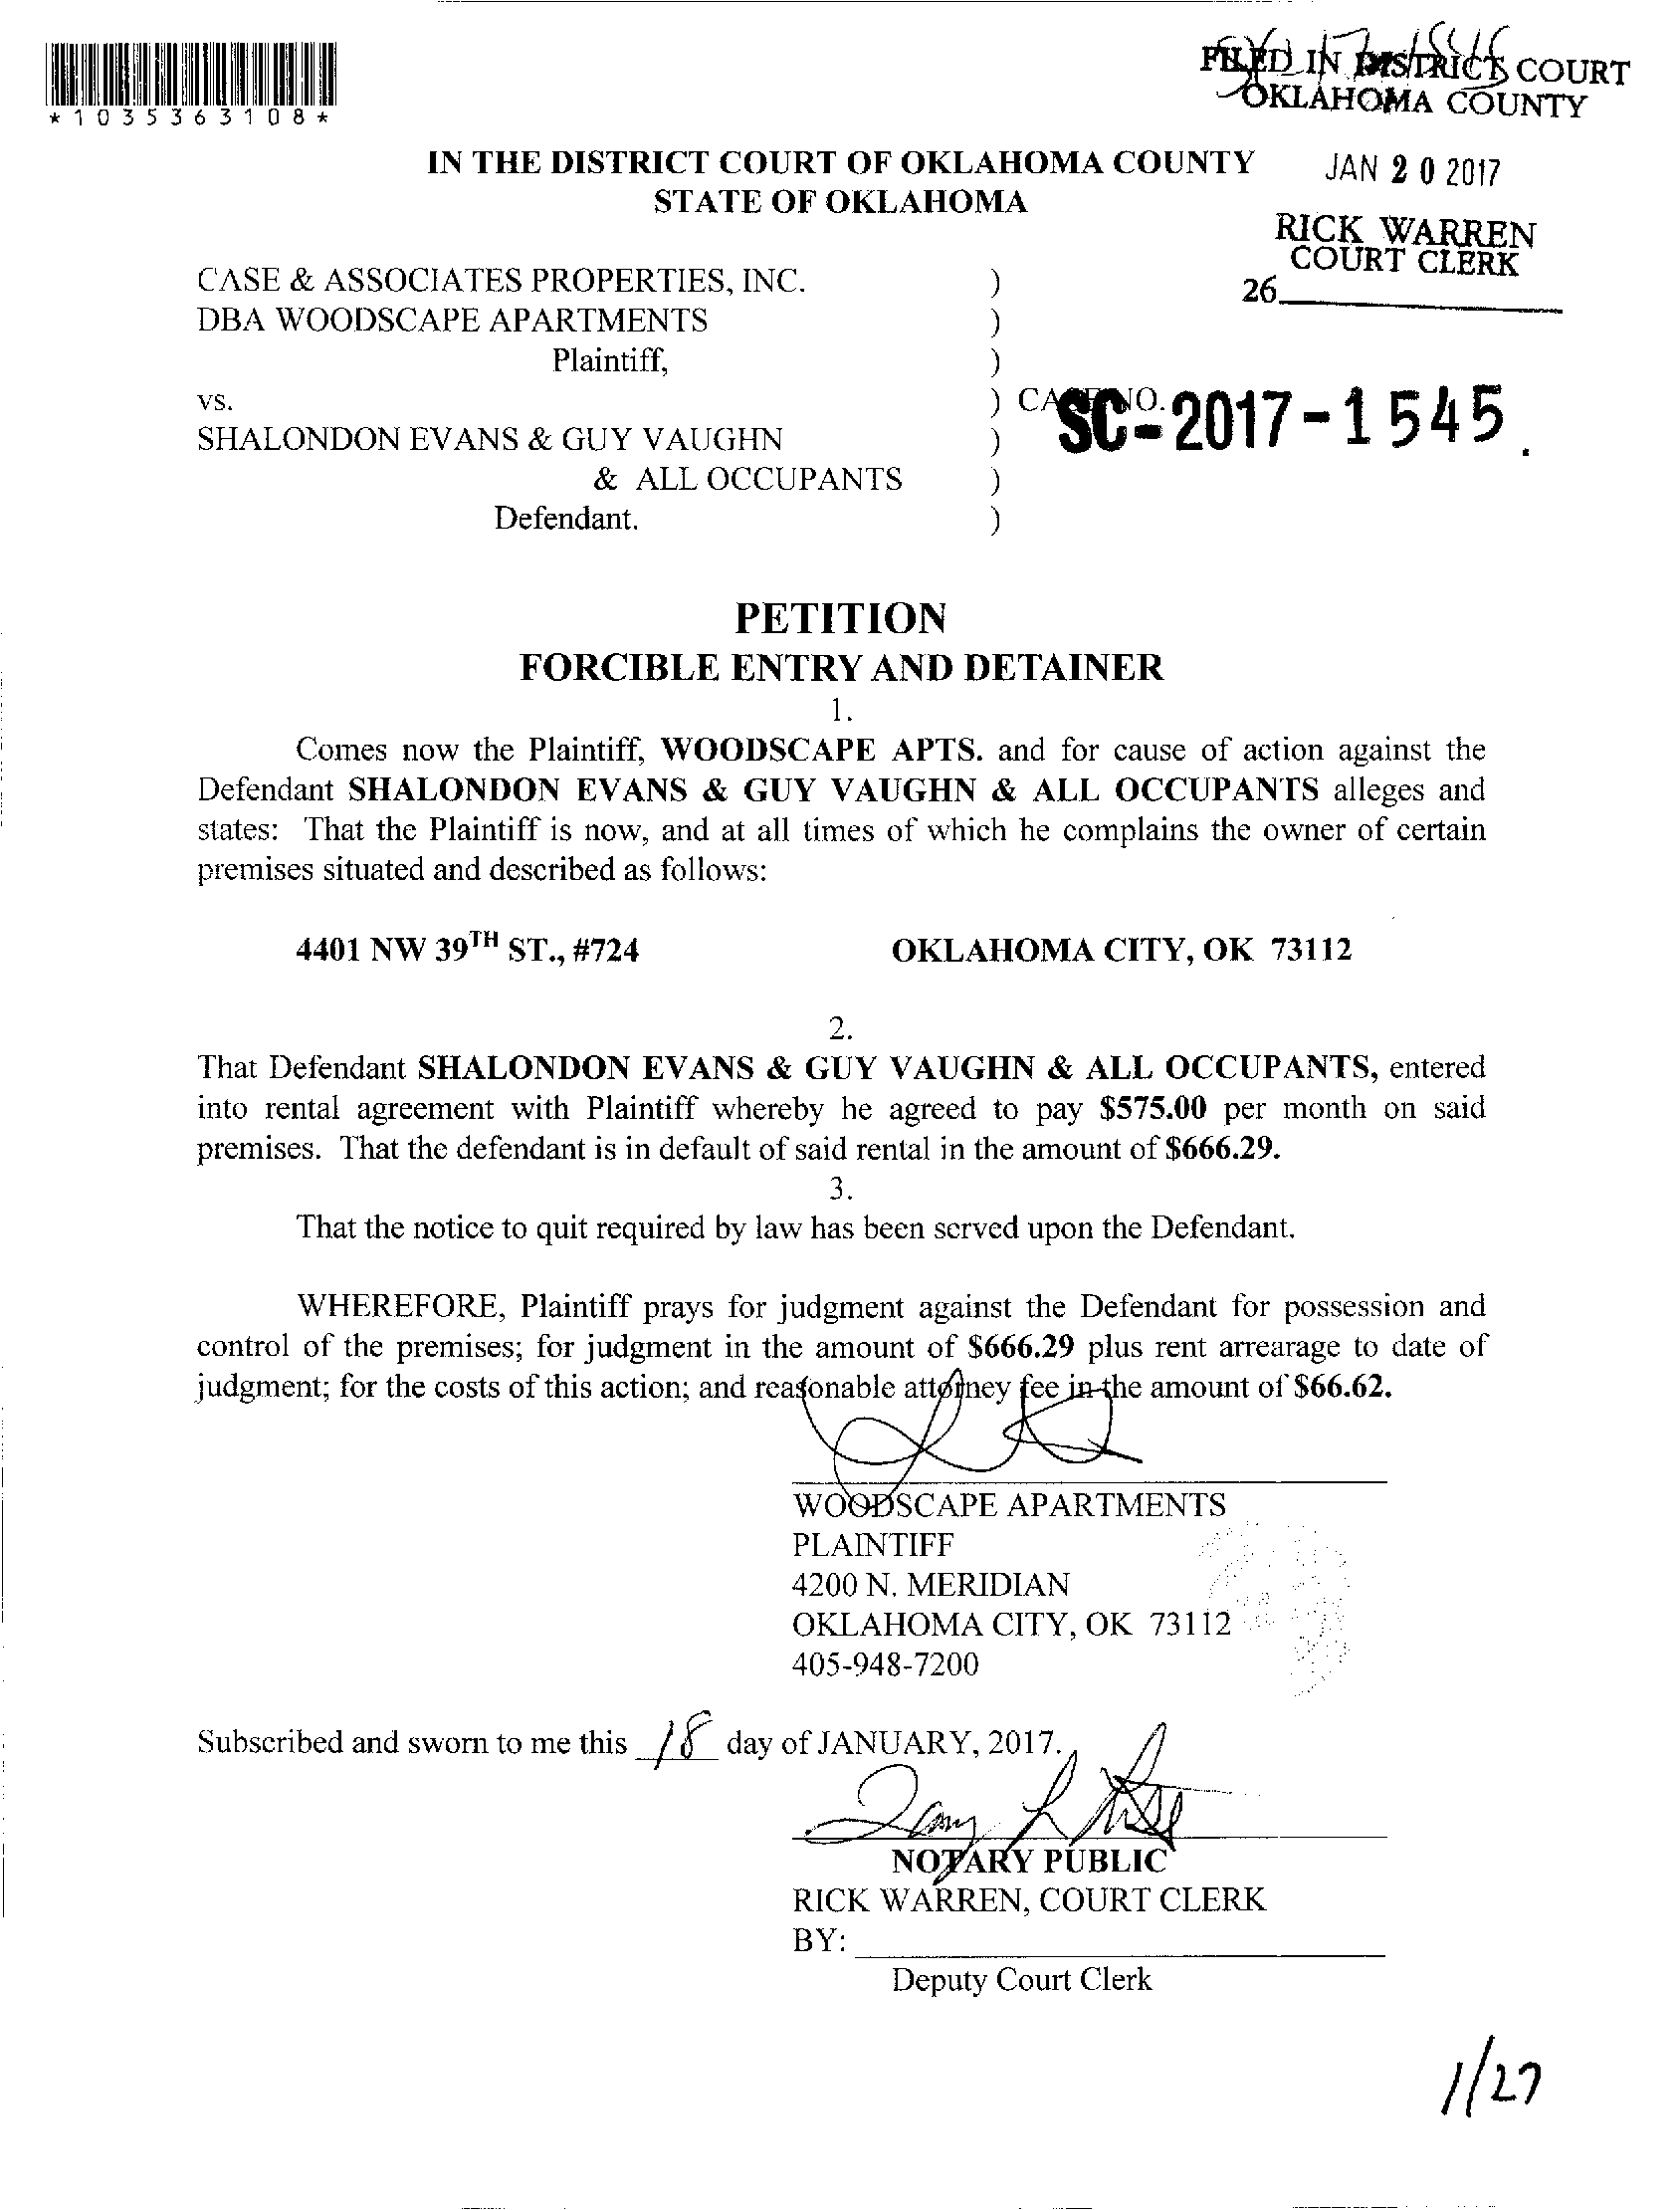 *1035363108*
FILED IN DISTRICT COURT
OKLAHOMA COUNTY
JAN 20 2017
RICK WARREN
COURT CLERK
26
IN THE DISTRICT COURT OF OKLAHOMA COUNTY
STATE OF OKLAHOMA
CASE & ASSOCIATES PROPERTIES, INC. )
DBA WOODSCAPE APARTMENTS )
Plaintiff, )
vs. ) CASE NO. SC-2017-1545
SHALONDON EVANS & GUY VAUGHN )
& ALL OCCUPANTS )
Defendant. )
PETITION
FORCIBLE ENTRY AND DETAINER
1.
Comes now the Plaintiff, WOODSCAPE APTS. and for cause of action against the
Defendant SHALONDON EVANS & GUY VAUGHN & ALL OCCUPANTS alleges and
states: That the Plaintiff is now, and at all times of which he complains the owner of certain
premises situated and described as follows:
4401 NW 39TH ST., #724 OKLAHOMA CITY, OK 73112
2.
That Defendant SHALONDON EVANS & GUY VAUGHN & ALL OCCUPANTS, entered
into rental agreement with Plaintiff whereby he agreed to pay $575.00 per month on said
premises. That the defendant is in default of said rental in the amount of $666.29.
3.
That the notice to quit required by law has been served upon the Defendant.
WHEREFORE, Plaintiff prays for judgment against the Defendant for possession and
control of the premises; for judgment in the amount of $666.29 plus rent arrearage to date of
judgment; for the costs of this action; and reasonable attorney fee in the amount of $66.62.
WOODSCAPE APARTMENTS
PLAINTIFF
4200 N. MERIDIAN
OKLAHOMA CITY, OK 73112
405-948-7200
Subscribed and sworn to me this 18 day of JANUARY, 2017.
NOTARY PUBLIC
RICK WARREN, COURT CLERK
BY:
Deputy Court Clerk
1/27